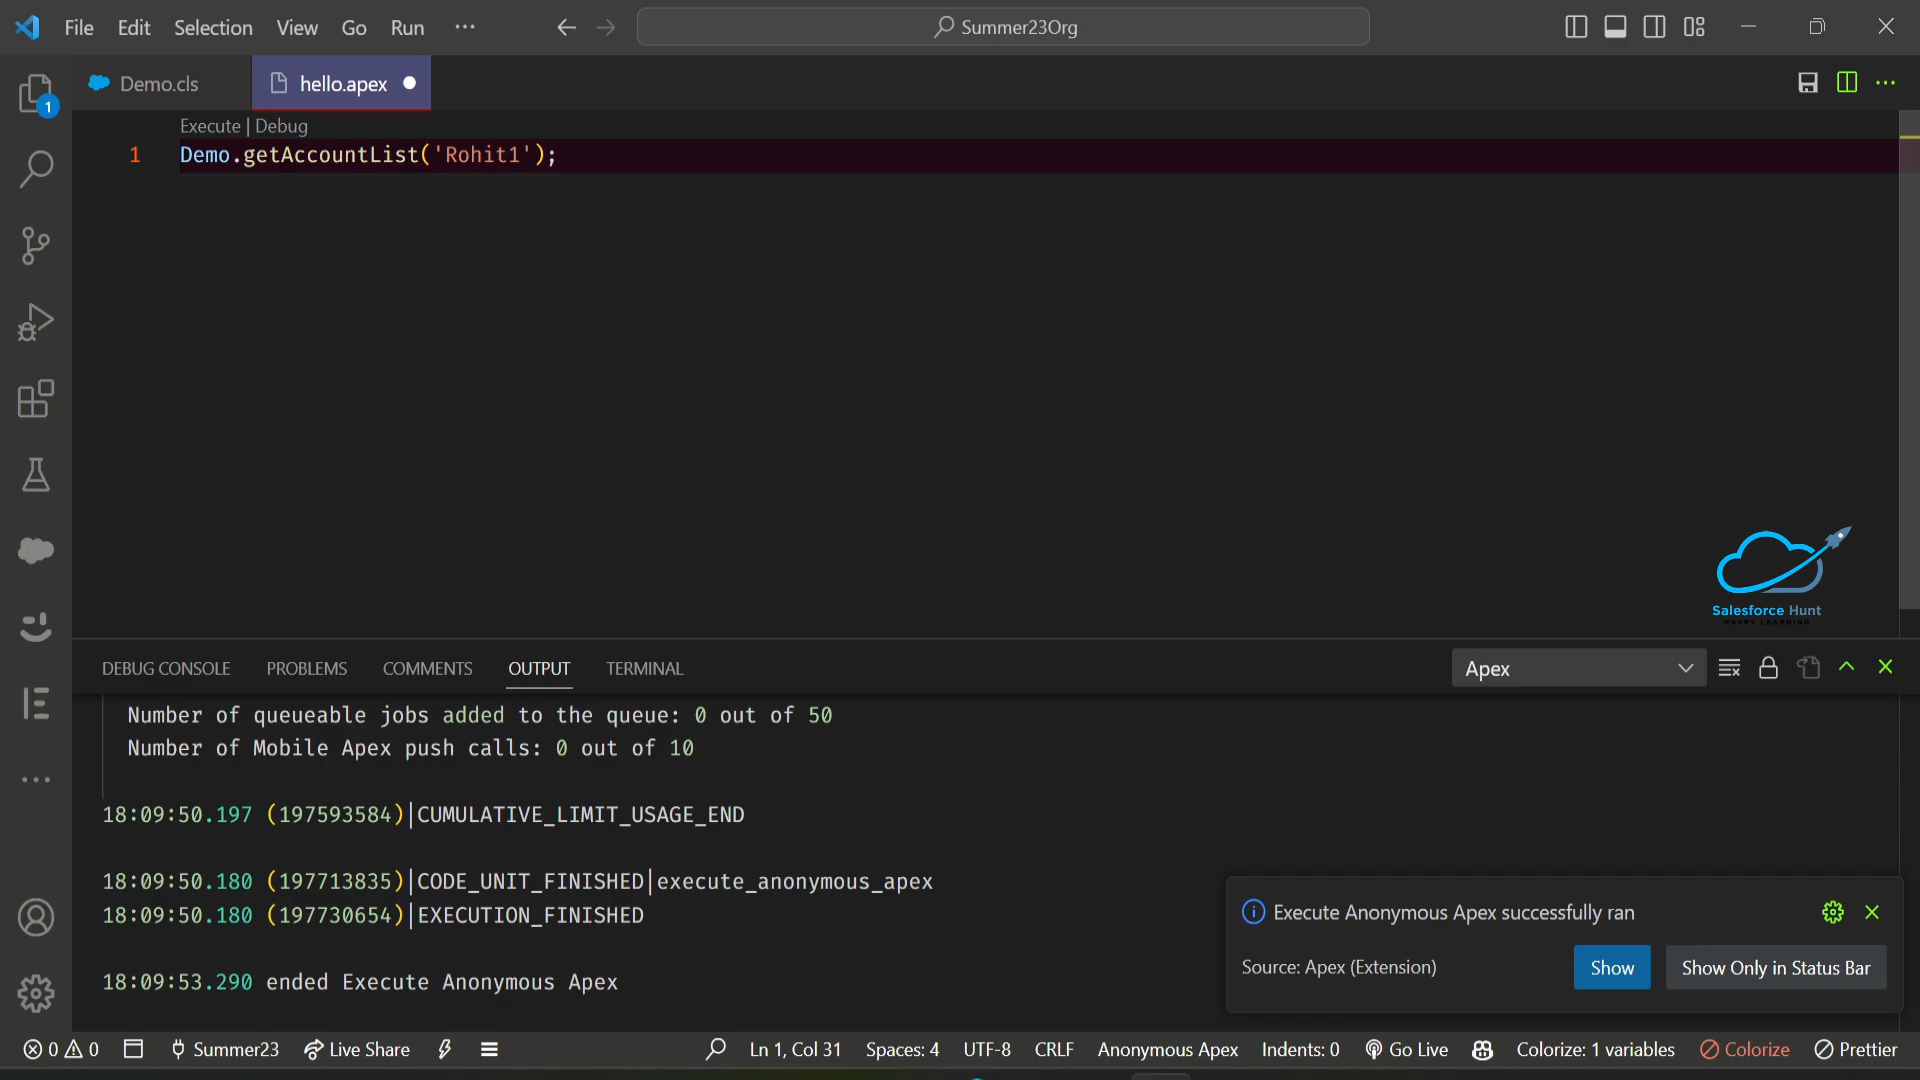 File Edit Selection View Go Run ···
Summer23Org
1
Demo.cls
hello.apex
Execute | Debug
1 Demo.getAccountList('Rohit1');
Salesforce Hunt
HAPPY LEARNING
DEBUG CONSOLE PROBLEMS COMMENTS OUTPUT TERMINAL
Apex
Number of queueable jobs added to the queue: 0 out of 50
Number of Mobile Apex push calls: 0 out of 10
18:09:50.197 (197593584)|CUMULATIVE_LIMIT_USAGE_END
18:09:50.180 (197713835)|CODE_UNIT_FINISHED|execute_anonymous_apex
18:09:50.180 (197730654)|EXECUTION_FINISHED
18:09:53.290 ended Execute Anonymous Apex
Execute Anonymous Apex successfully ran
Source: Apex (Extension)
Show
Show Only in Status Bar
0 0 Summer23 Live Share Ln 1, Col 31 Spaces: 4 UTF-8 CRLF Anonymous Apex Indents: 0 Go Live Colorize: 1 variables Colorize Prettier